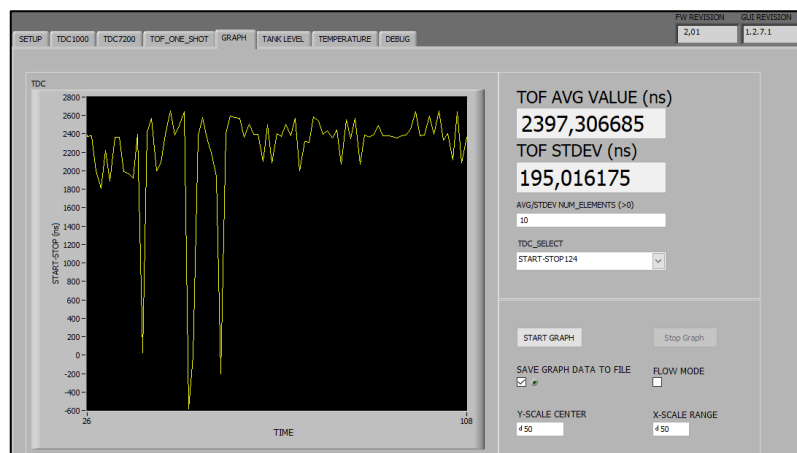 FW REVISION GUI REVISION
2,01 1.2.7.1
SETUP TDC1000 TDC7200 TOF_ONE_SHOT GRAPH TANK LEVEL TEMPERATURE DEBUG
TDC
START-STOP (ns)
2800
2600
2400
2200
2000
1800
1600
1400
1200
1000
800
600
400
200
0
-200
-400
-600
26 108
TIME
TOF AVG VALUE (ns)
2397,306685
TOF STDEV (ns)
195,016175
AVG/STDEV NUM_ELEMENTS (>0)
10
TDC_SELECT
START-STOP124
START GRAPH Stop Graph
SAVE GRAPH DATA TO FILE FLOW MODE
Y-SCALE CENTER X-SCALE RANGE
50 50